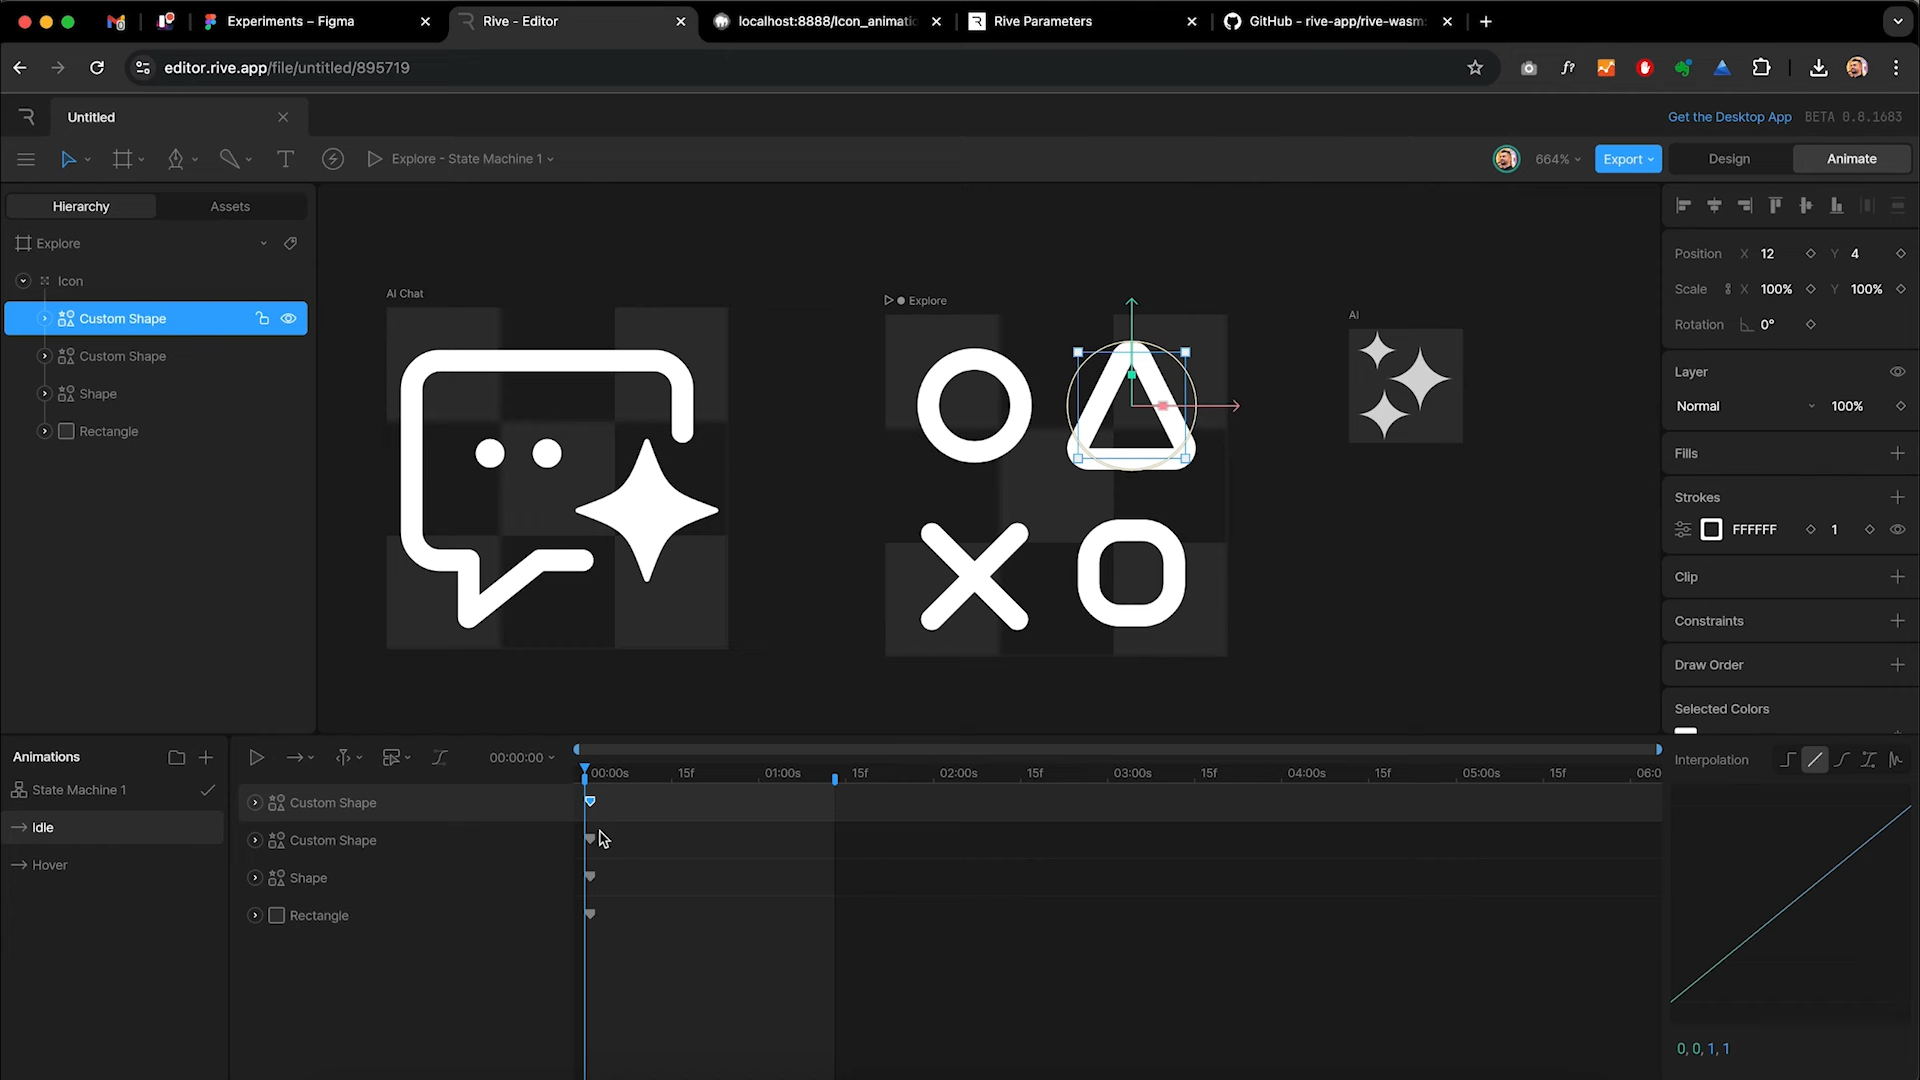 Experiments – Figma
Rive - Editor
localhost:8888/Icon_animatio
Rive Parameters
GitHub - rive-app/rive-wasm:
editor.rive.app/file/untitled/895719
Untitled
Get the Desktop App
BETA 0.8.1683
Explore - State Machine 1
664%
Export
Design
Animate
Hierarchy
Assets
Explore
Icon
Custom Shape
Custom Shape
Shape
Rectangle
AI Chat
Explore
AI
Position X 12 Y 4
Scale X 100% Y 100%
Rotation 0°
Layer
Normal 100%
Fills
Strokes
FFFFFF 1
Clip
Constraints
Draw Order
Selected Colors
Animations
State Machine 1
Idle
Hover
00:00:00
00:00s 15f 01:00s 15f 02:00s 15f 03:00s 15f 04:00s 15f 05:00s 15f 06:0
Custom Shape
Custom Shape
Shape
Rectangle
Interpolation
0, 0, 1, 1